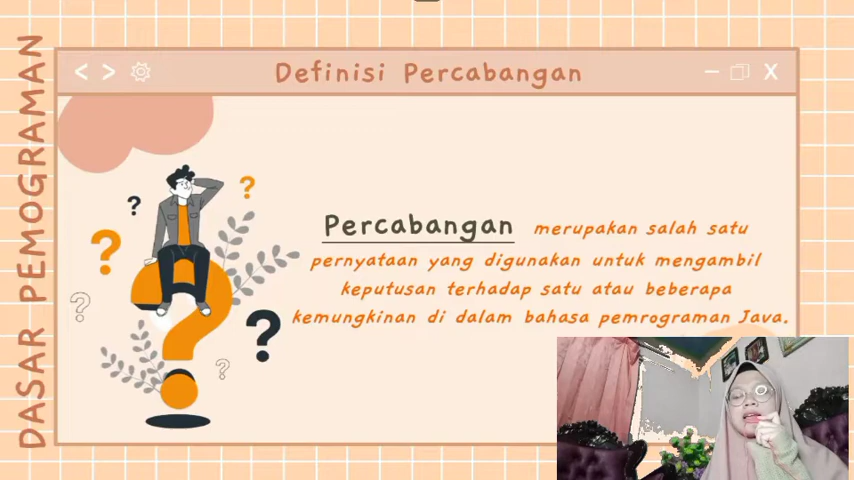 DASAR PEMOGRAMAN
Definisi Percabangan
Percabangan merupakan salah satu
pernyataan yang digunakan untuk mengambil
keputusan terhadap satu atau beberapa
kemungkinan di dalam bahasa pemrograman Java.